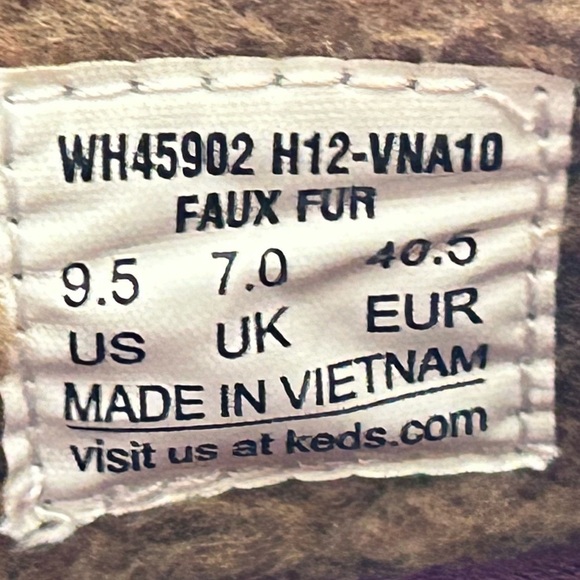 WH45902 H12-VNA10
FAUX FUR
9.5 7.0 40.5
US UK EUR
MADE IN VIETNAM
visit us at keds.com